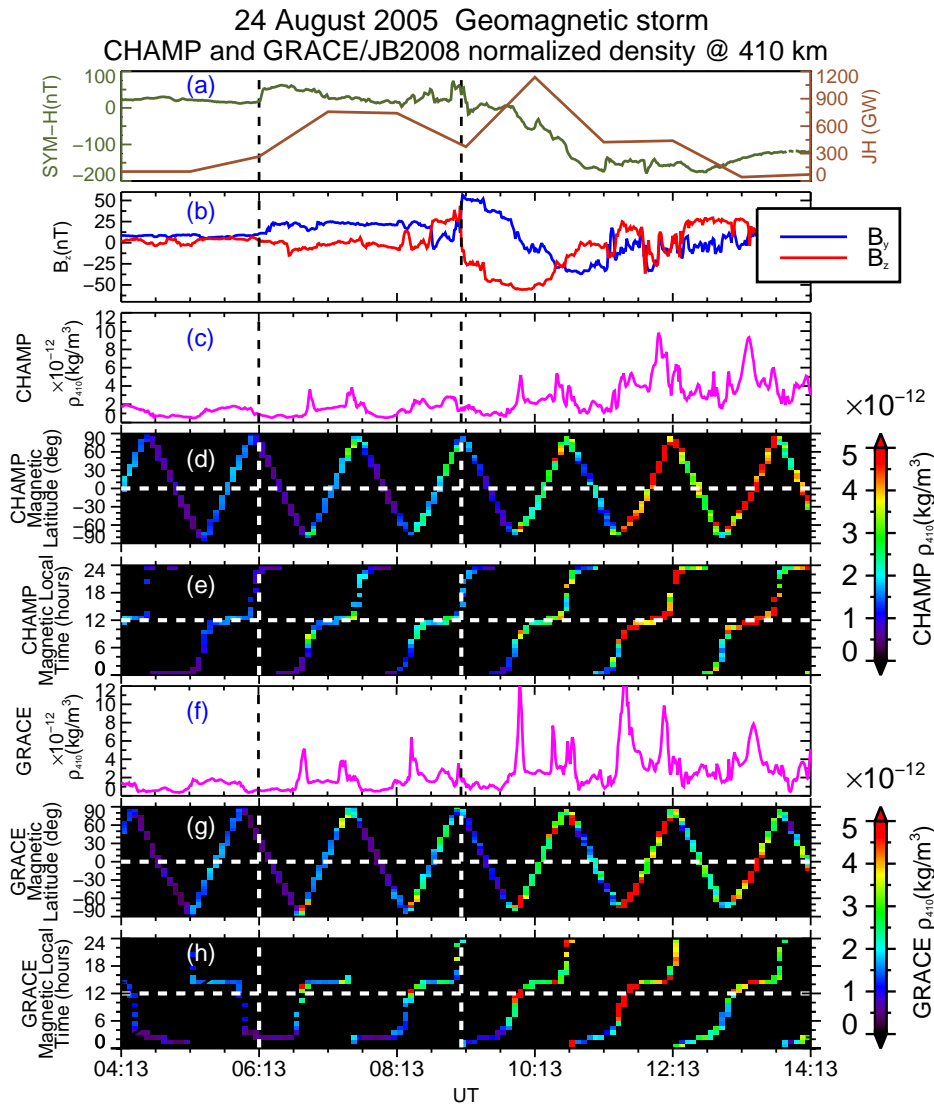 24 August 2005 Geomagnetic storm
CHAMP and GRACE/JB2008 normalized density @ 410 km
(a)
SYM−H(nT)
100
0
−100
−200
JH (GW)
1200
900
600
300
0
(b)
B_z(nT)
50
25
0
−25
−50
B_y
B_z
(c)
CHAMP
×10−12
ρ410(kg/m3)
12
10
8
6
4
2
0
(d)
CHAMP
Magnetic
Latitude (deg)
90
60
30
0
−30
−60
−90
(e)
CHAMP
Magnetic Local
Time (hours)
24
18
12
6
0
×10−12
5
4
3
2
1
0
CHAMP ρ410(kg/m3)
(f)
GRACE
×10−12
ρ410(kg/m3)
12
10
8
6
4
2
0
(g)
GRACE
Magnetic
Latitude (deg)
90
60
30
0
−30
−60
−90
(h)
GRACE
Magnetic Local
Time (hours)
24
18
12
6
0
×10−12
5
4
3
2
1
0
GRACE ρ410(kg/m3)
04:13 06:13 08:13 10:13 12:13 14:13
UT